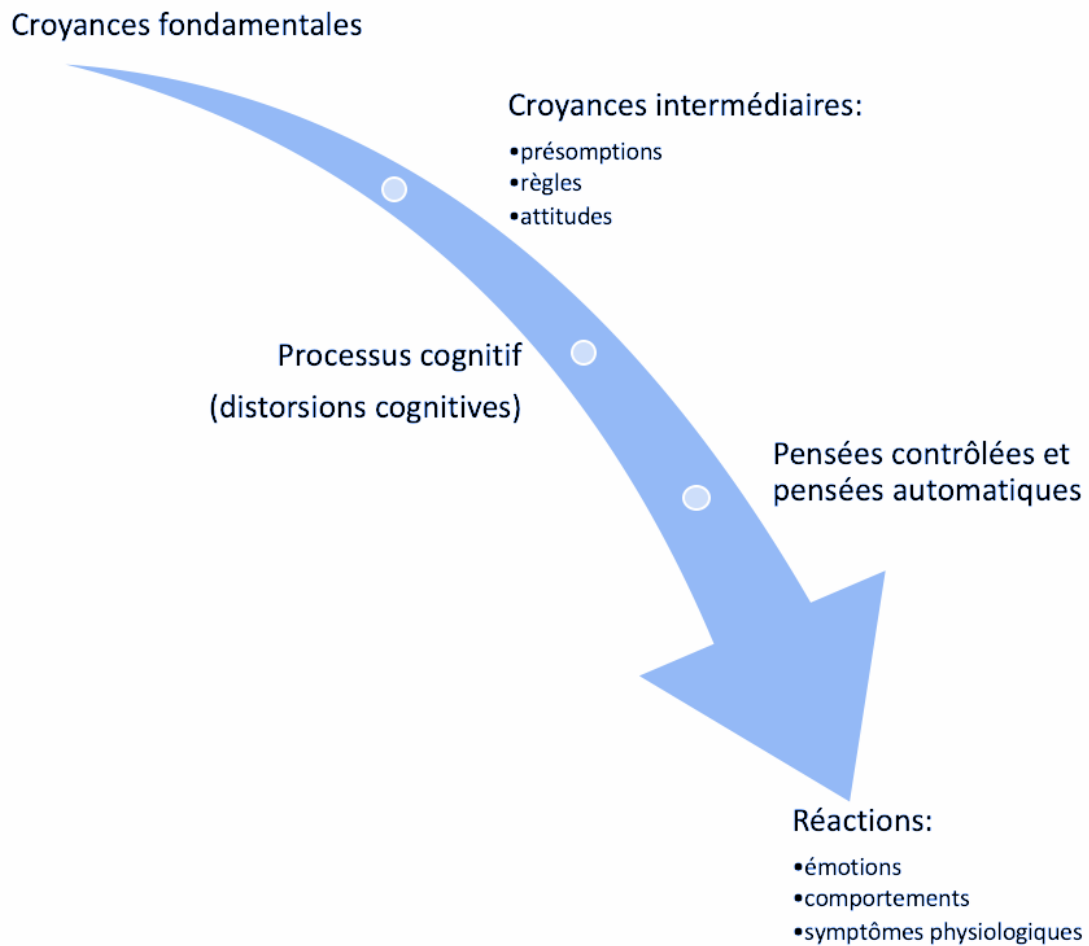 Croyances fondamentales
Croyances intermédiaires:
•présomptions
•règles
•attitudes
Processus cognitif
(distorsions cognitives)
Pensées contrôlées et
pensées automatiques
Réactions:
•émotions
•comportements
•symptômes physiologiques